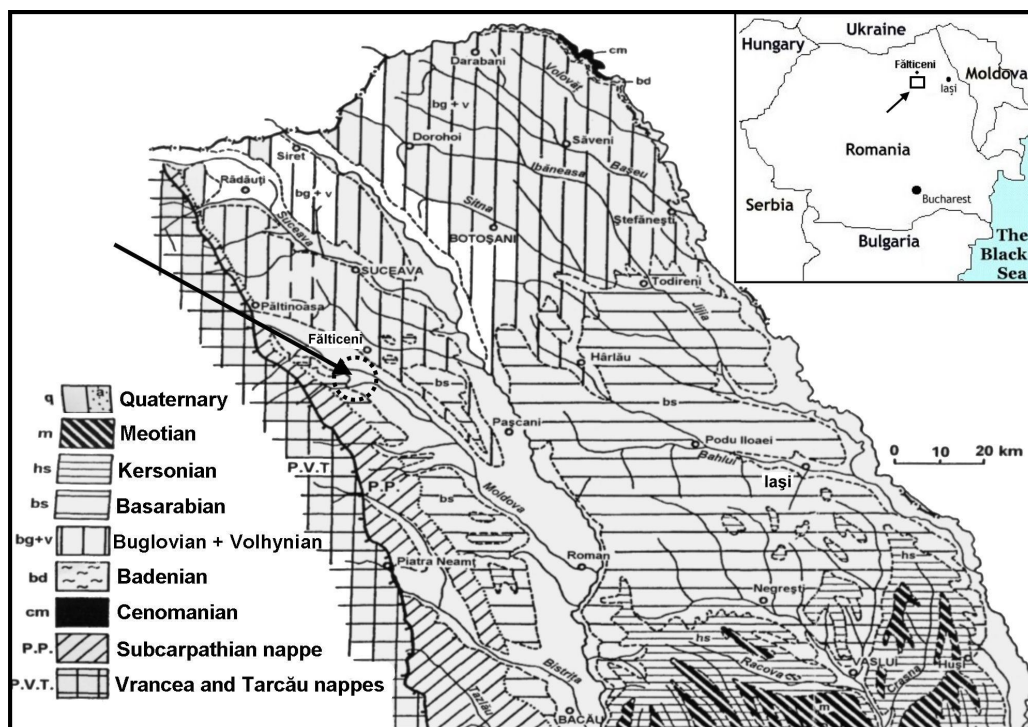 Ukraine
Hungary
Moldova
Fălticeni
Iaşi
Romania
Bucharest
Serbia
Bulgaria
The
Black
Sea
cm
bd
Darabani
Volovăţ
bg + v
Dorohoi
Săveni
Ibăneasa
Başeu
Siret
Rădăuţi
bg + v
Sitna
Ştefăneşti
Suceava
BOTOŞANI
SUCEAVA
Todireni
Jijia
Păltinoasa
Fălticeni
Hârlău
bs
bs
Paşcani
Podu Iloaei
Bahlui
0 km 20 km
Iaşi
P.V.T.
P.P.
bs
Moldova
Piatra Neamţ
Roman
Negreşti
hs
hs
Racova
VASLUI
Huşi
Crasna
m
Bistriţa
Tazlău
BACĂU
q a Quaternary
m Meotian
hs Kersonian
bs Basarabian
bg+v Buglovian + Volhynian
bd Badenian
cm Cenomanian
P.P. Subcarpathian nappe
P.V.T. Vrancea and Tarcău nappes